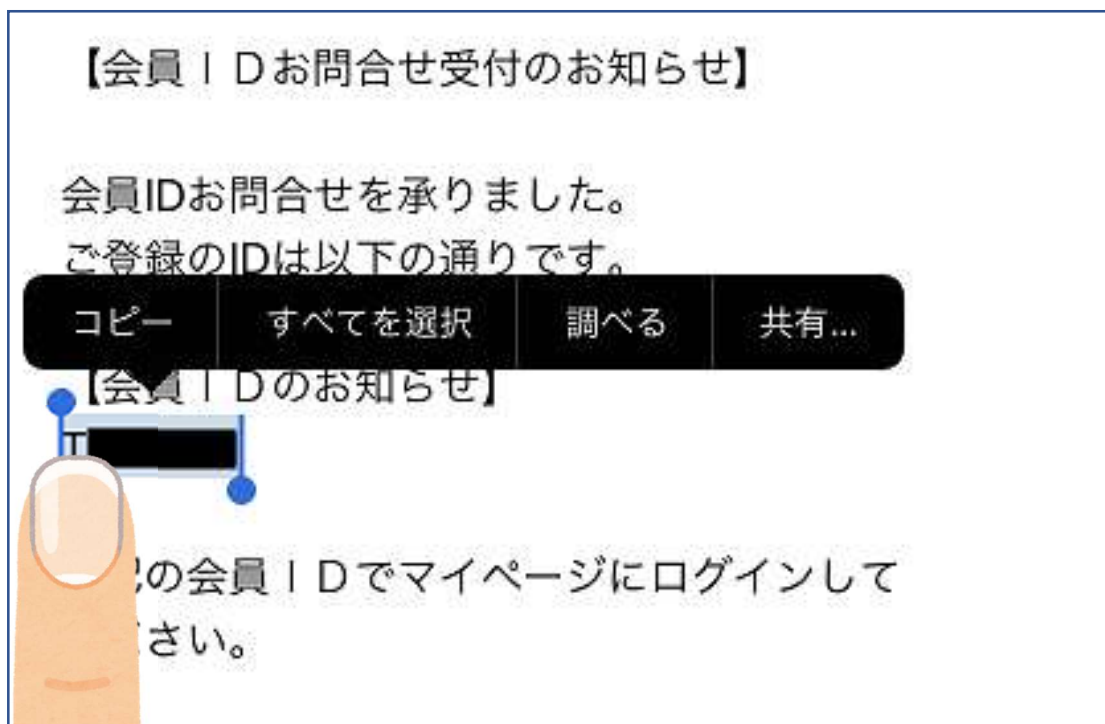 【会員ＩＤお問合せ受付のお知らせ】
会員IDお問合せを承りました。
ご登録のIDは以下の通りです。
コピー すべてを選択 調べる 共有...
【会員ＩＤのお知らせ】
T
の会員ＩＤでマイページにログインして
さい。